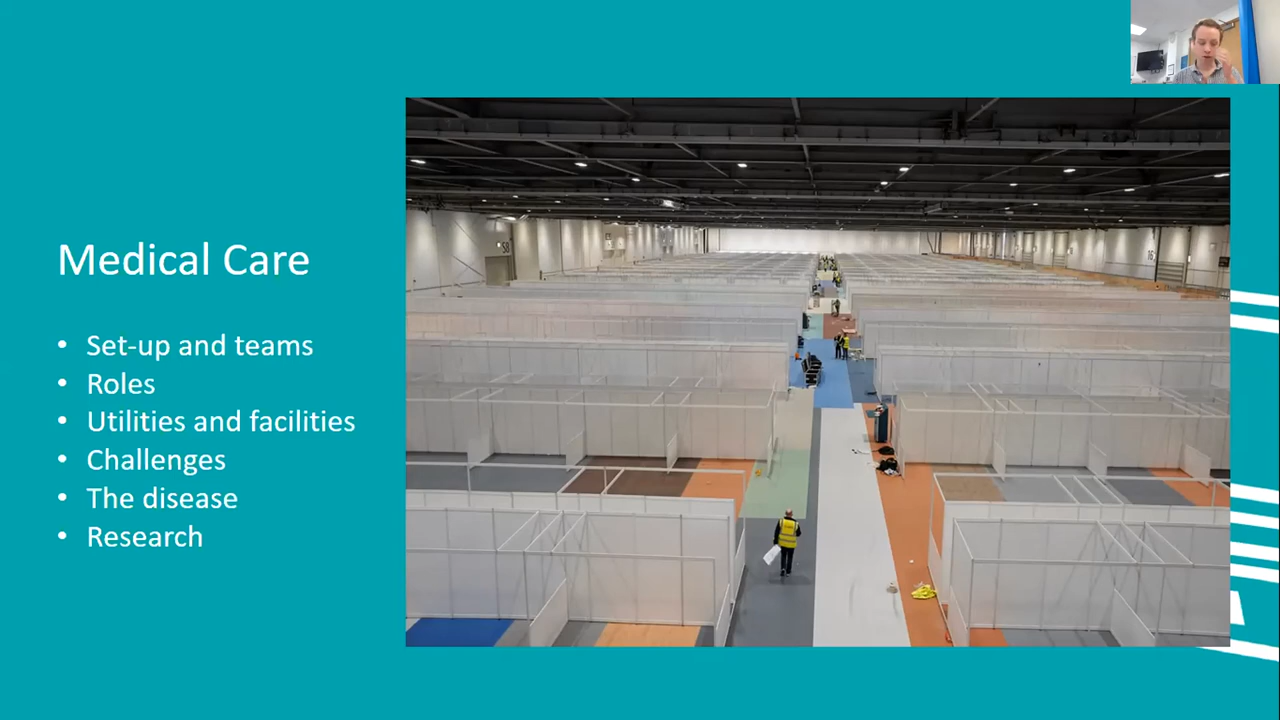 Medical Care
• Set-up and teams
• Roles
• Utilities and facilities
• Challenges
• The disease
• Research